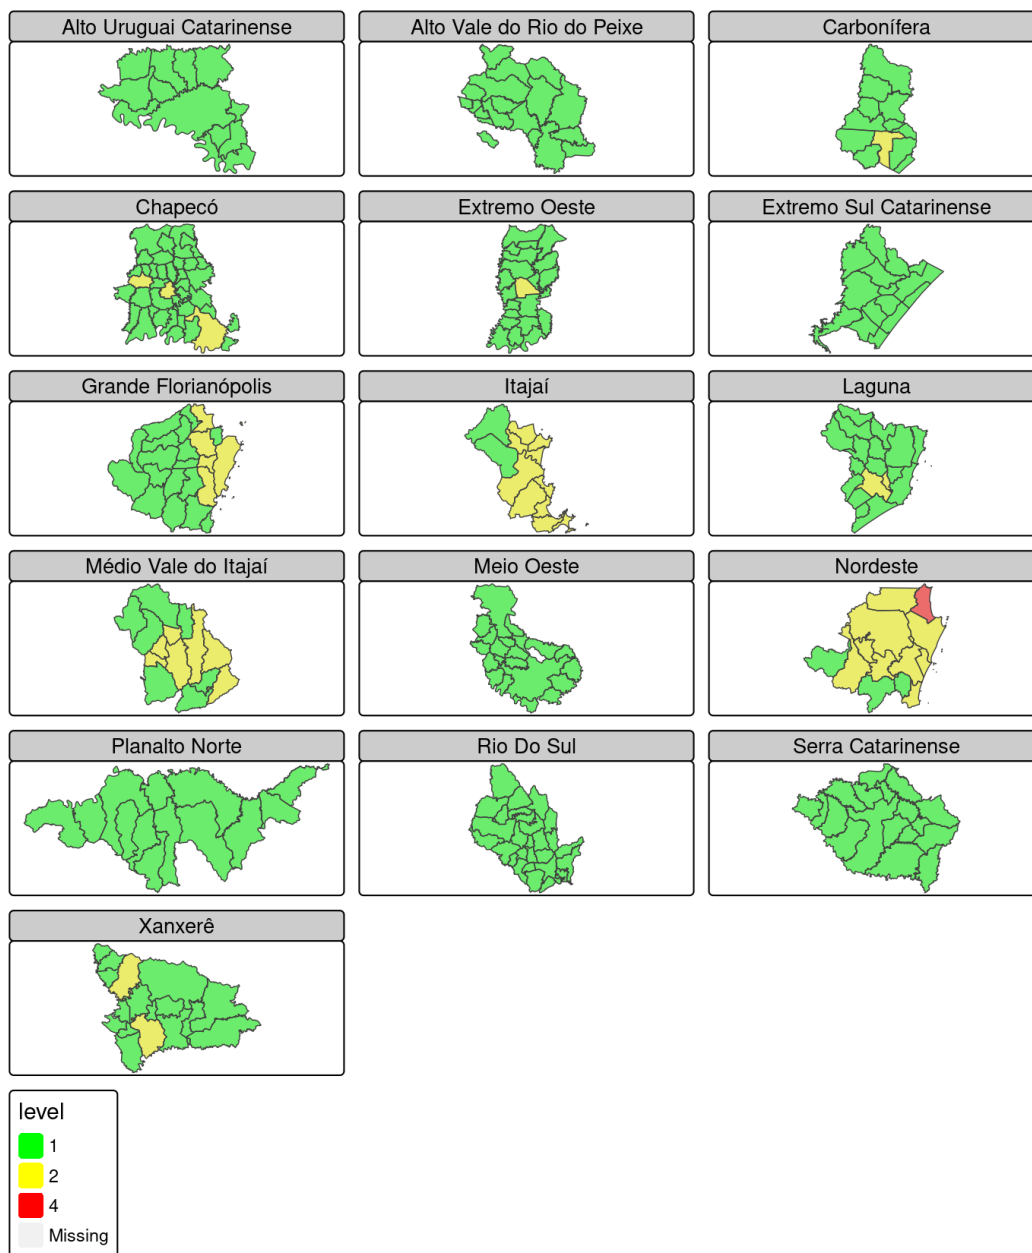 Alto Uruguai Catarinense
Alto Vale do Rio do Peixe
Carbonífera
Chapecó
Extremo Oeste
Extremo Sul Catarinense
Grande Florianópolis
Itajaí
Laguna
Médio Vale do Itajaí
Meio Oeste
Nordeste
Planalto Norte
Rio Do Sul
Serra Catarinense
Xanxerê
level
1
2
4
Missing